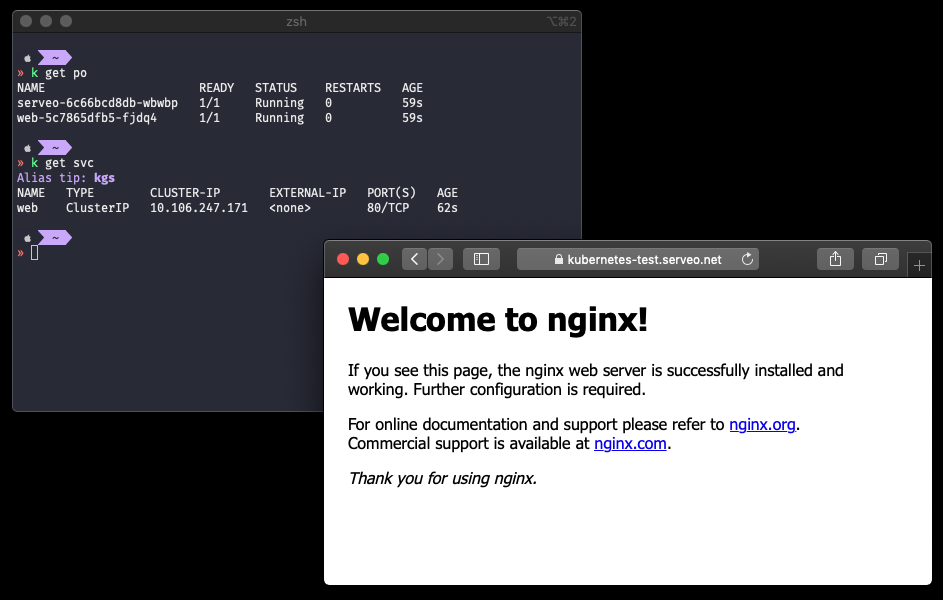 zsh
⌥⌘2
~
» k get po
NAME READY STATUS RESTARTS AGE
serveo-6c66bcd8db-wbwbp 1/1 Running 0 59s
web-5c7865dfb5-fjdq4 1/1 Running 0 59s
~
» k get svc
Alias tip: kgs
NAME TYPE CLUSTER-IP EXTERNAL-IP PORT(S) AGE
web ClusterIP 10.106.247.171 <none> 80/TCP 62s
~
»
kubernetes-test.serveo.net
Welcome to nginx!
If you see this page, the nginx web server is successfully installed and
working. Further configuration is required.
For online documentation and support please refer to nginx.org.
Commercial support is available at nginx.com.
Thank you for using nginx.